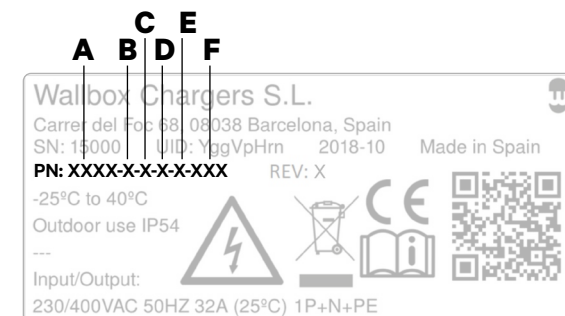 A B C D E F
Wallbox Chargers S.L.
Carrer del Foc 68, 08038 Barcelona, Spain
SN: 15000 UID: YggVpHrn 2018-10 Made in Spain
PN: XXXX-X-X-X-X-XXX REV: X
-25ºC to 40ºC
Outdoor use IP54
---
Input/Output:
230/400VAC 50HZ 32A (25ºC) 1P+N+PE